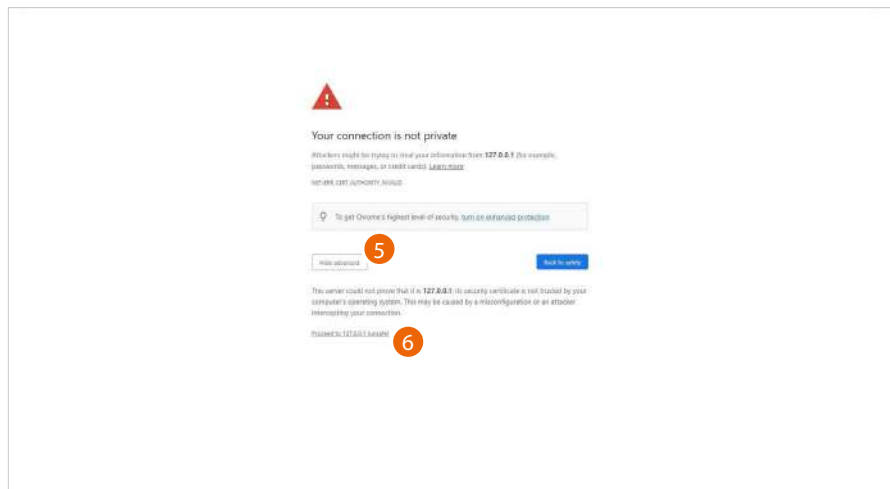 Your connection is not private
Attackers might be trying to steal your information from 127.0.0.1 (for example,
passwords, messages, or credit cards). Learn more
NET::ERR_CERT_AUTHORITY_INVALID
To get Chrome's highest level of security, turn on enhanced protection
Hide advanced
5
Back to safety
This server could not prove that it is 127.0.0.1; its security certificate is not trusted by your
computer's operating system. This may be caused by a misconfiguration or an attacker
intercepting your connection.
Proceed to 127.0.0.1 (unsafe)
6